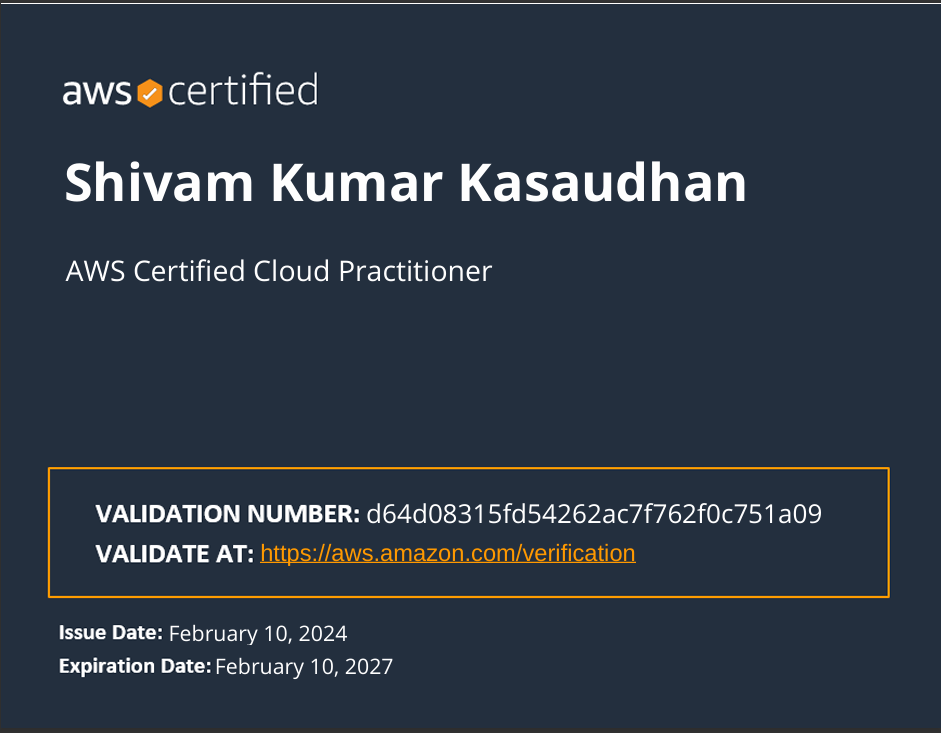 aws certified
Shivam Kumar Kasaudhan
AWS Certified Cloud Practitioner
VALIDATION NUMBER: d64d08315fd54262ac7f762f0c751a09
VALIDATE AT: https://aws.amazon.com/verification
Issue Date: February 10, 2024
Expiration Date: February 10, 2027